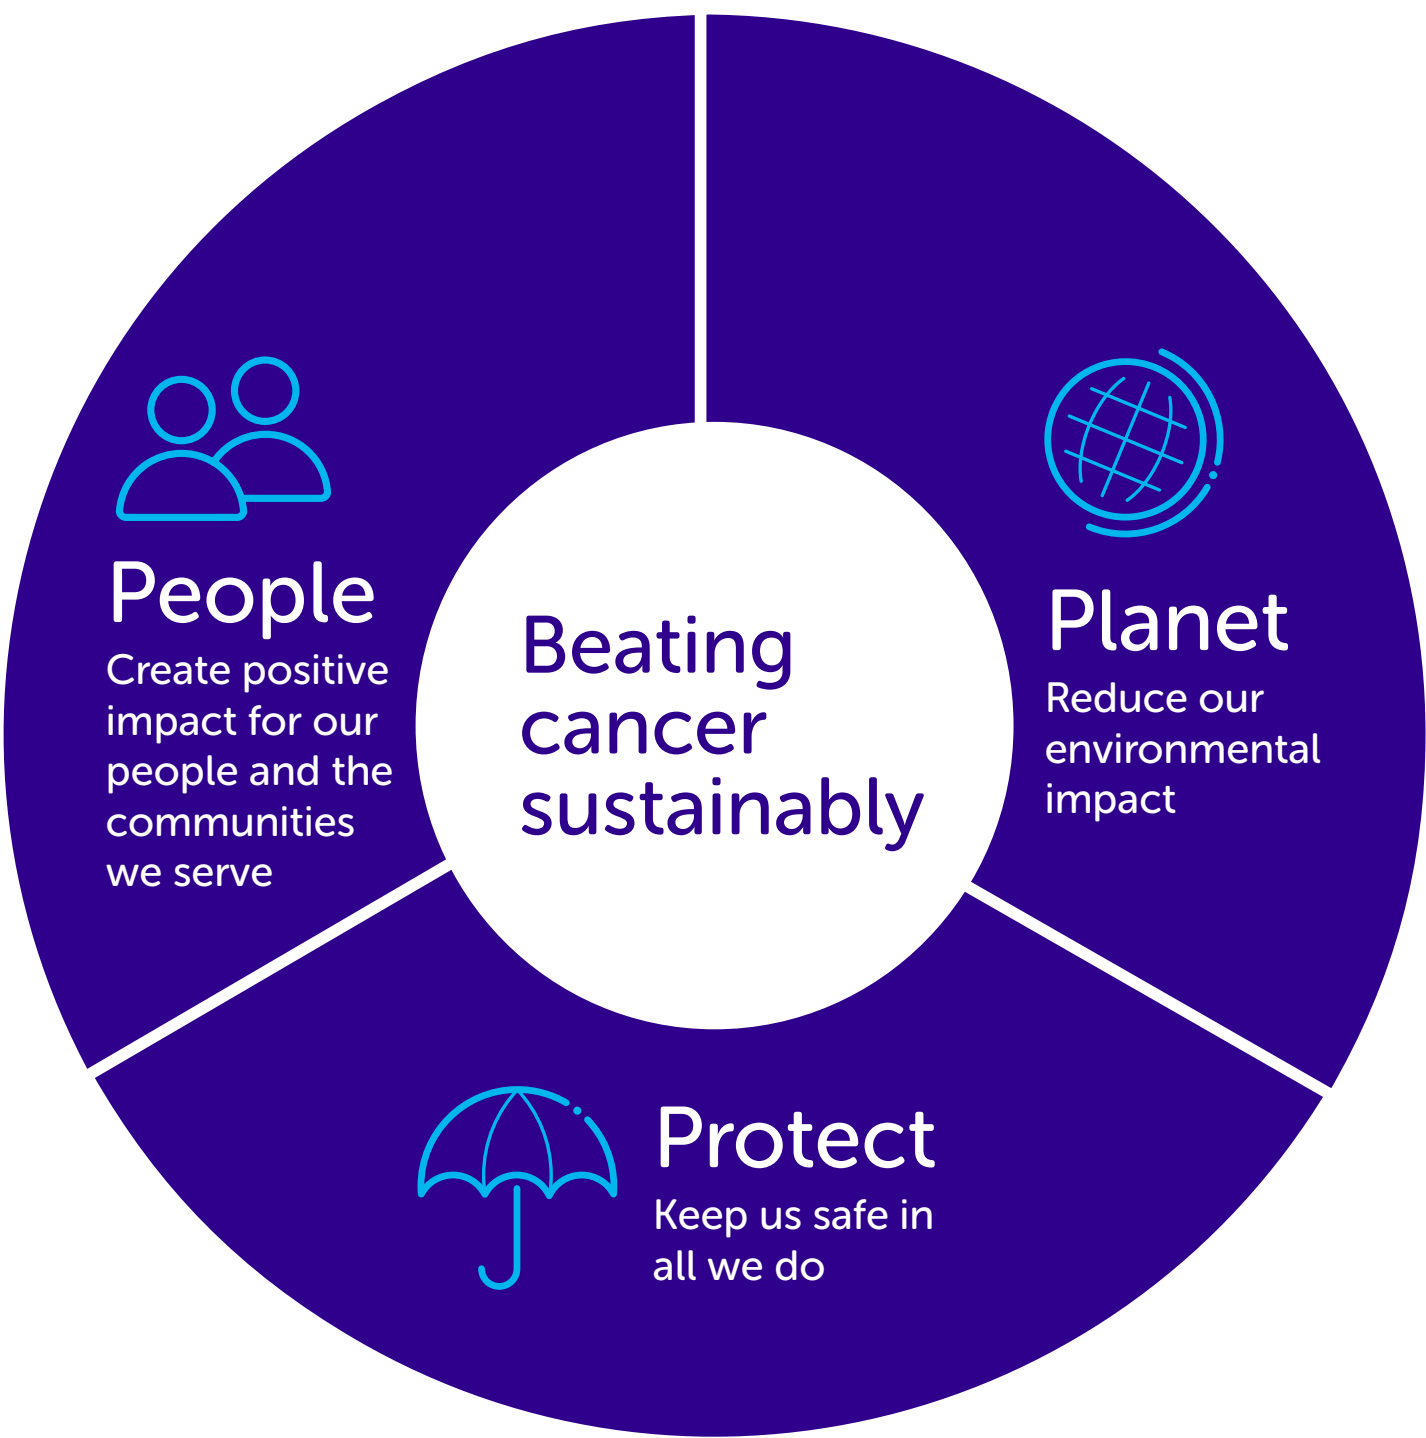 People
Create positive
impact for our
people and the
communities
we serve
Beating
cancer
sustainably
Planet
Reduce our
environmental
impact
Protect
Keep us safe in
all we do